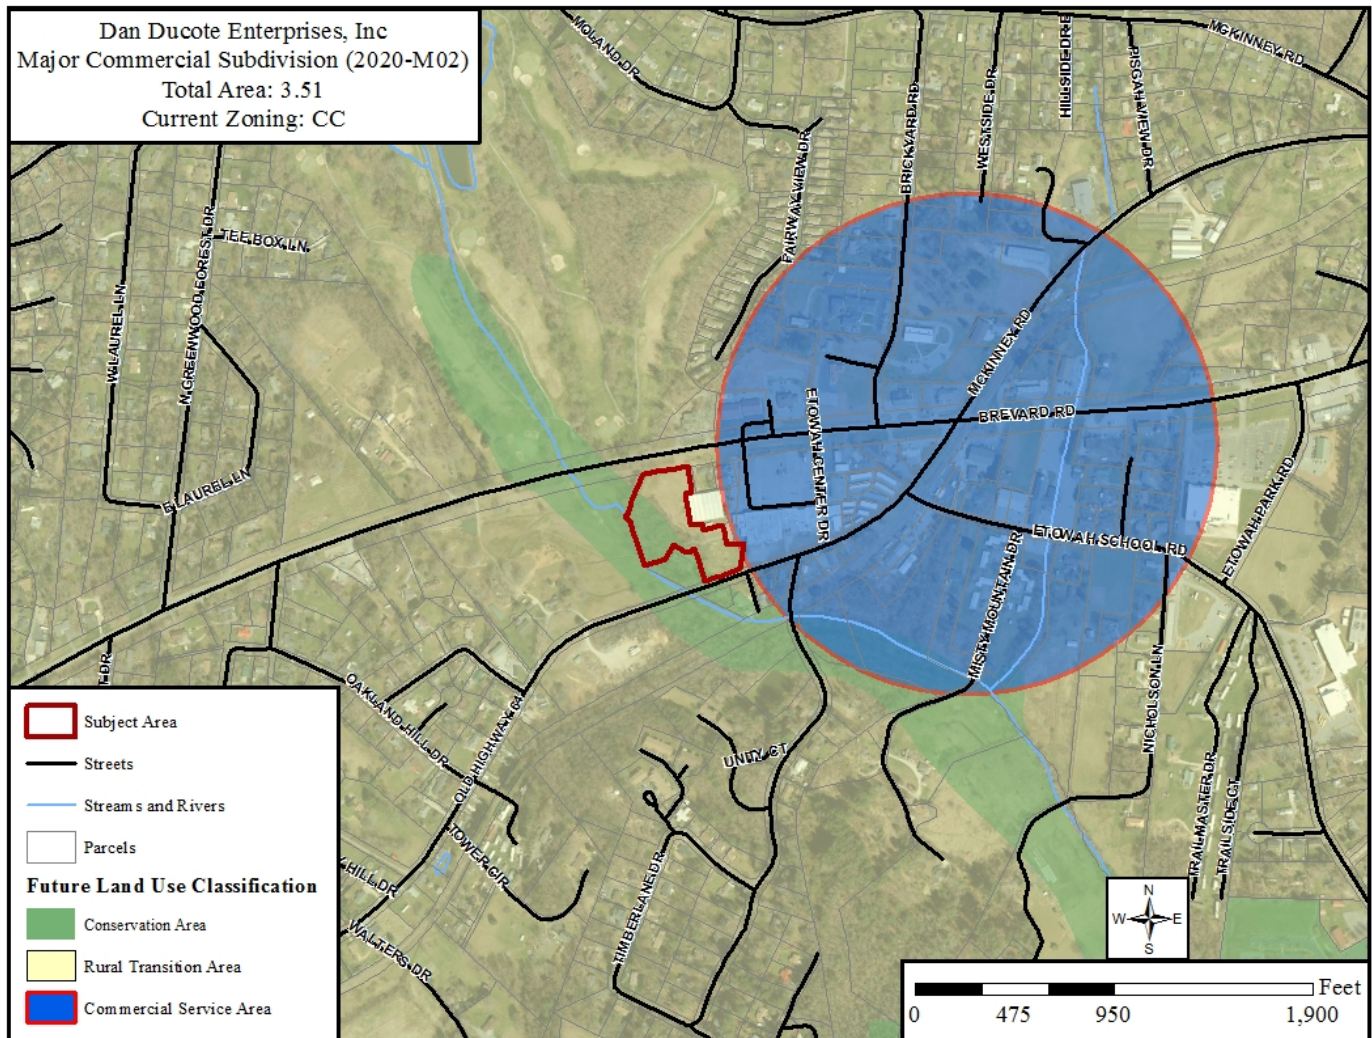 Dan Ducote Enterprises, Inc
Major Commercial Subdivision (2020-M02)
Total Area: 3.51
Current Zoning: CC
MOLAND DR
MCKINNEY RD
HILLSIDE DR
PISGAH VIEW DR
WESTSIDE DR
BRICKYARD RD
FAIRWAY VIEW DR
TEE BOX LN
N GREENWOOD FOREST DR
W LAUREL LN
E LAUREL LN
MCKINNEY RD
BREVARD RD
ETOWAH CENTER DR
ETOWAH SCHOOL RD
ETOWAH PARK RD
MISTY MOUNTAIN DR
NICHOLSON LN
T DR
OAKLAND HILL DR
OLD HIGHWAY 64
UNITY CT
TOWER CIR
TIMBERLANE DR
TRAIL MASTER DR
TRAILSIDE CT
HILL DR
WALTERS DR
Subject Area
Streets
Streams and Rivers
Parcels
Future Land Use Classification
Conservation Area
Rural Transition Area
Commercial Service Area
N
W E
S
Feet
0 475 950 1,900